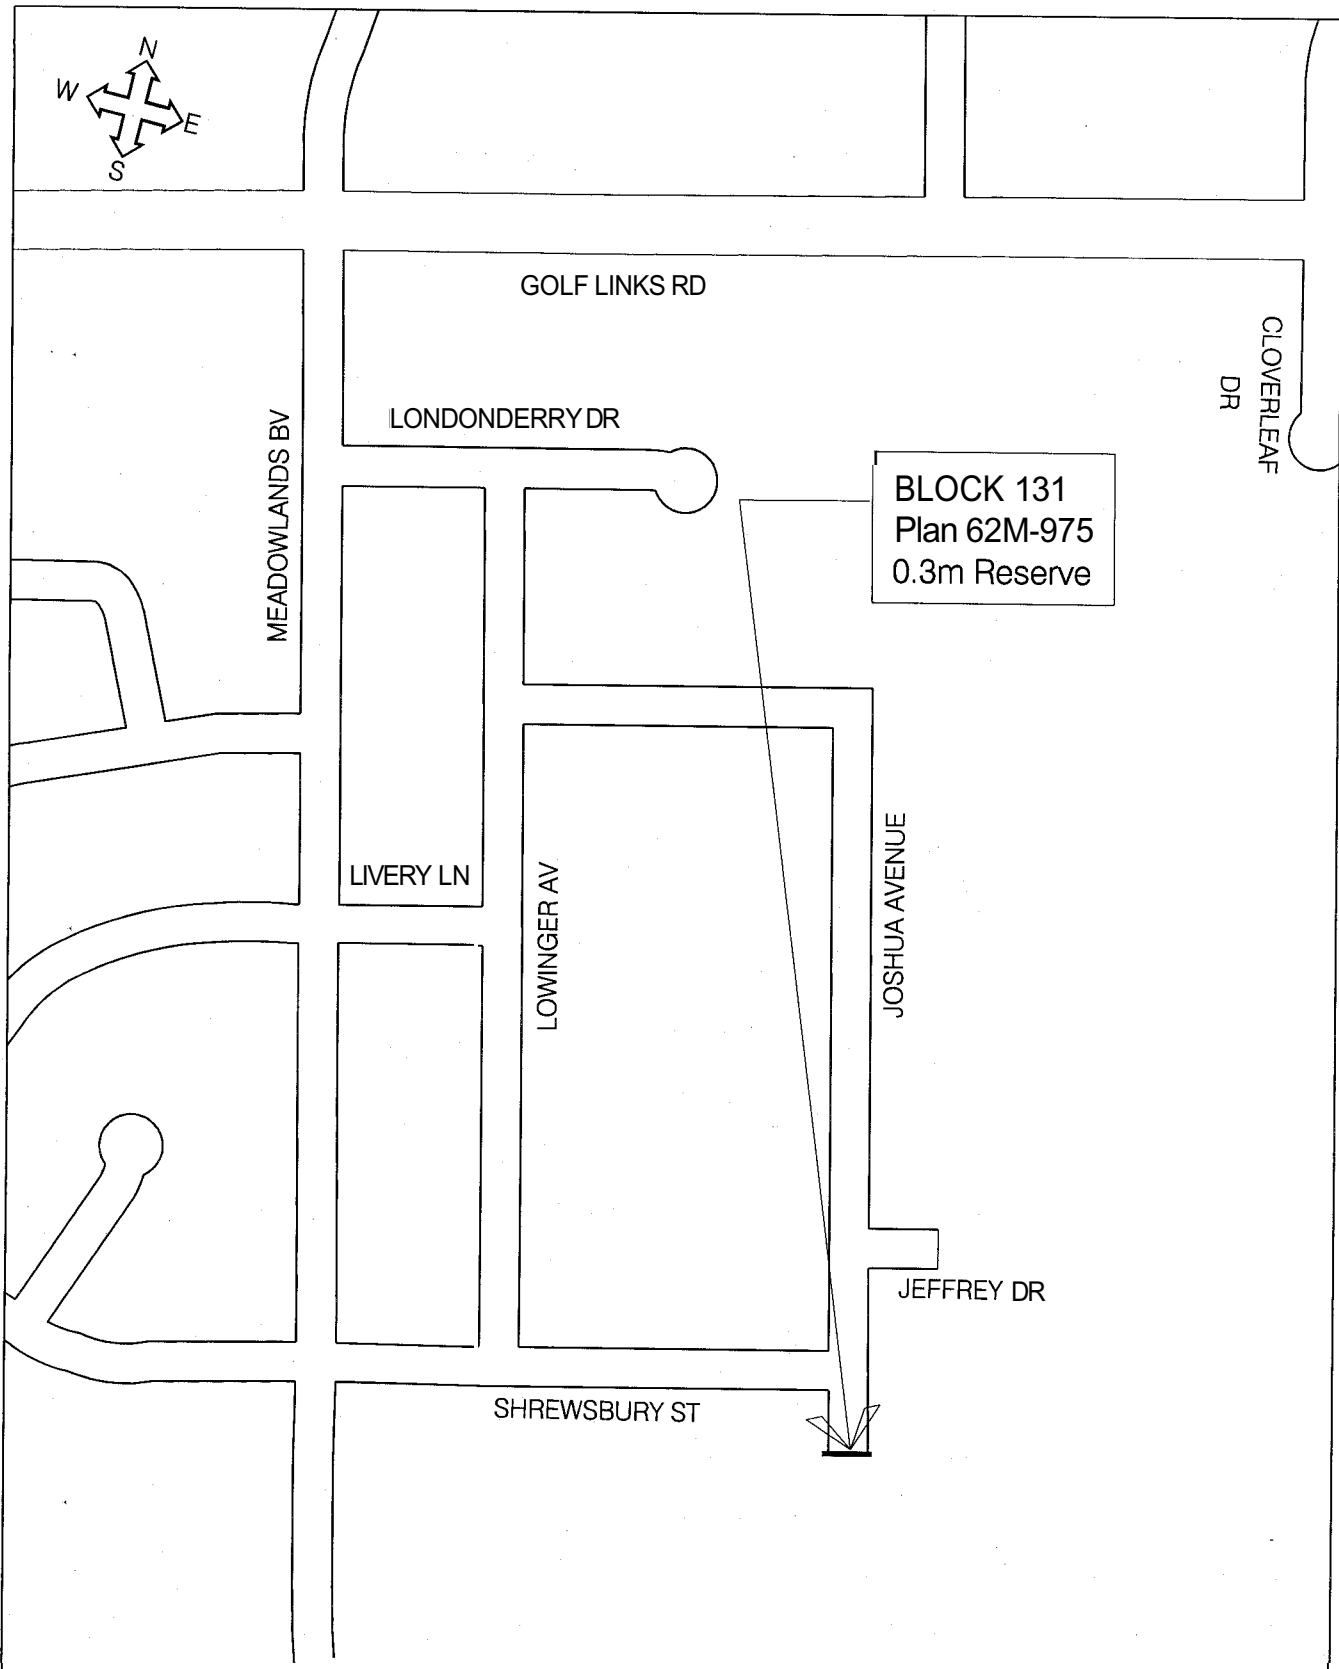 N
W
E
S
GOLF LINKS RD
CLOVERLEAF
DR
LONDONDERRY DR
MEADOWLANDS BV
BLOCK 131
Plan 62M-975
0.3m Reserve
LIVERY LN
LOWINGER AV
JOSHUA AVENUE
JEFFREY DR
SHREWSBURY ST